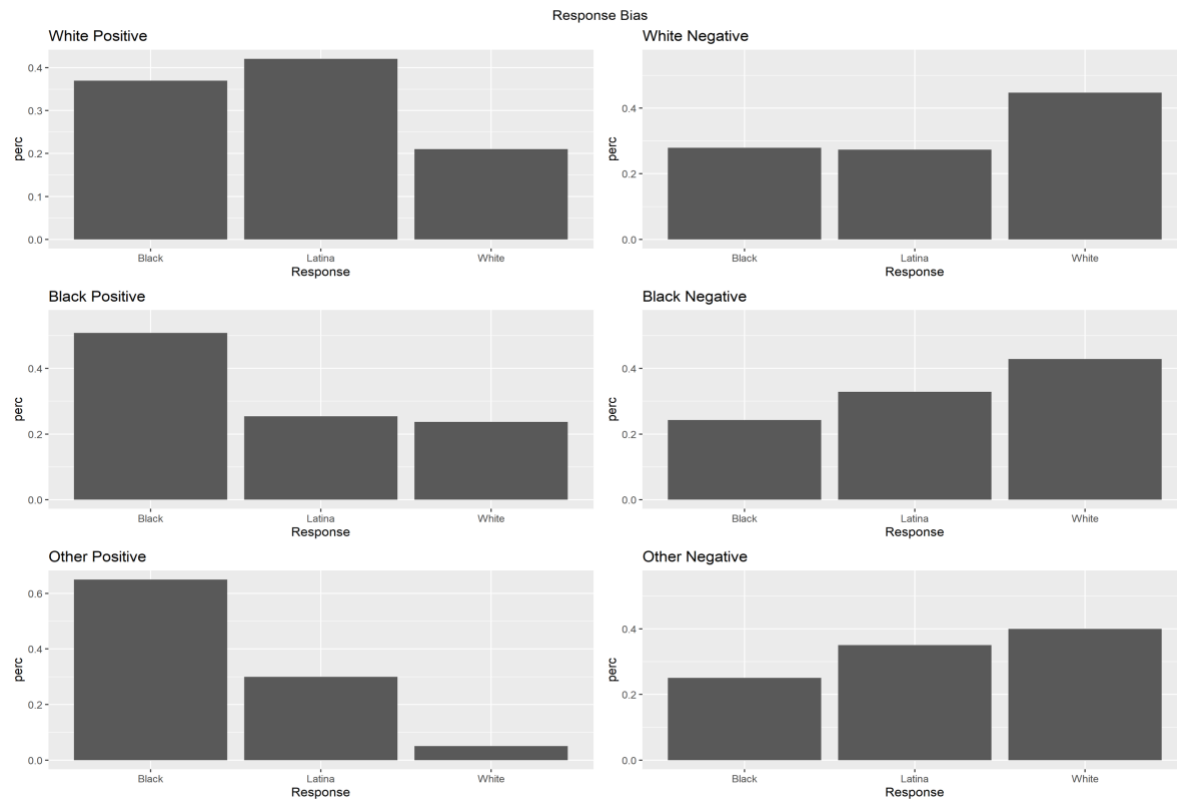 Response Bias
White Positive
perc
0.4
0.3
0.2
0.1
0.0
Black Latina White
Response
White Negative
perc
0.4
0.2
0.0
Black Latina White
Response
Black Positive
perc
0.4
0.2
0.0
Black Latina White
Response
Black Negative
perc
0.4
0.2
0.0
Black Latina White
Response
Other Positive
perc
0.6
0.4
0.2
0.0
Black Latina White
Response
Other Negative
perc
0.4
0.2
0.0
Black Latina White
Response